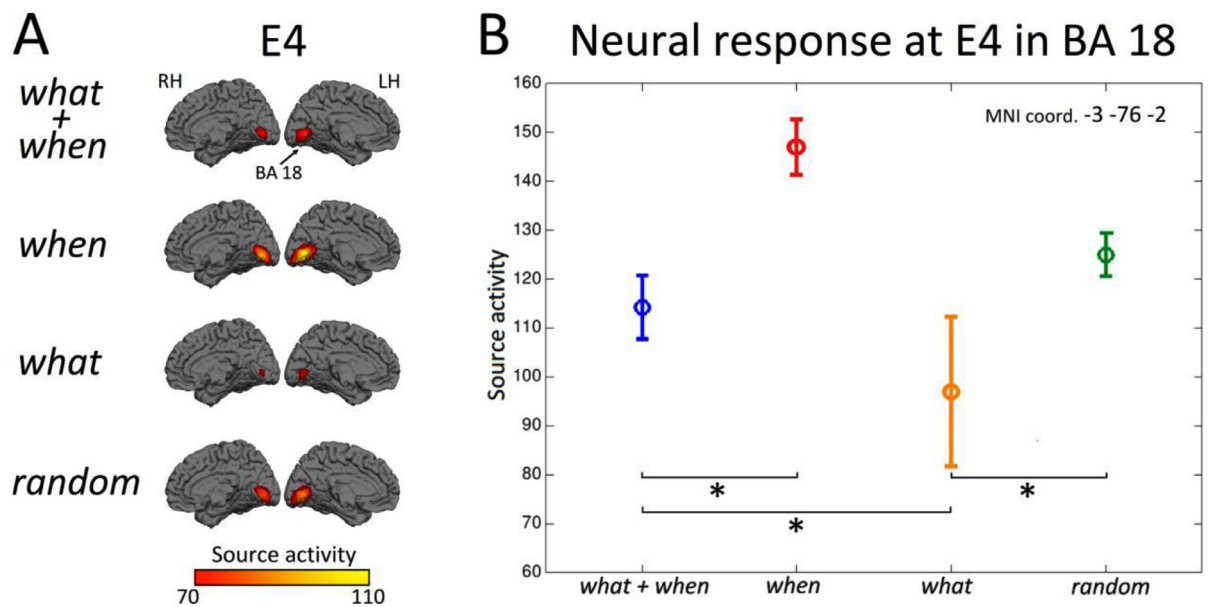 A
E4
what
+
when
RH
LH
BA 18
when
what
random
Source activity
70
110
B
Neural response at E4 in BA 18
MNI coord. -3 -76 -2
Source activity
160
150
140
130
120
110
100
90
80
70
60
*
*
*
what + when
when
what
random